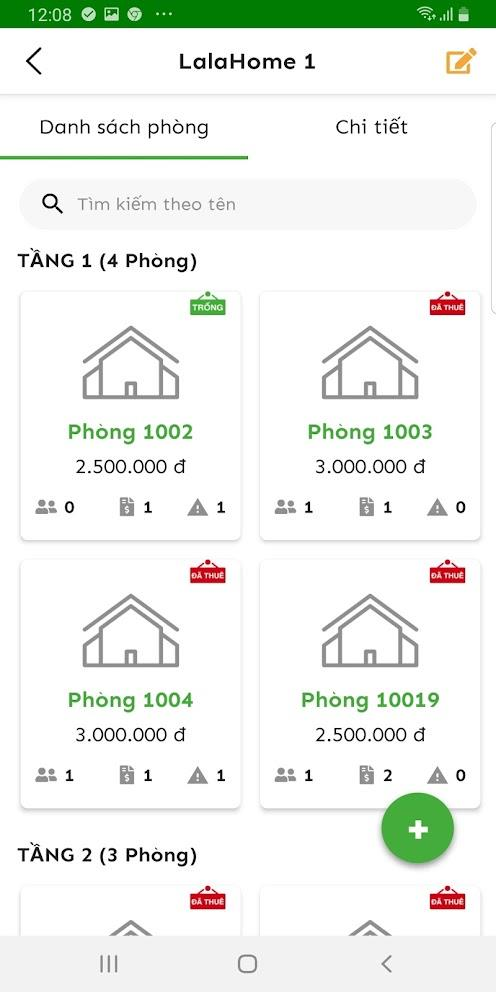 12:08
LalaHome 1
Danh sách phòng
Chi tiết
Tìm kiếm theo tên
TẦNG 1 (4 Phòng)
TRỐNG
ĐÃ THUÊ
Phòng 1002
Phòng 1003
2.500.000 đ
3.000.000 đ
0 1 1
1 1 0
ĐÃ THUÊ
ĐÃ THUÊ
Phòng 1004
Phòng 10019
3.000.000 đ
2.500.000 đ
1 1 1
1 2 0
TẦNG 2 (3 Phòng)
ĐÃ THUÊ
ĐÃ THUÊ